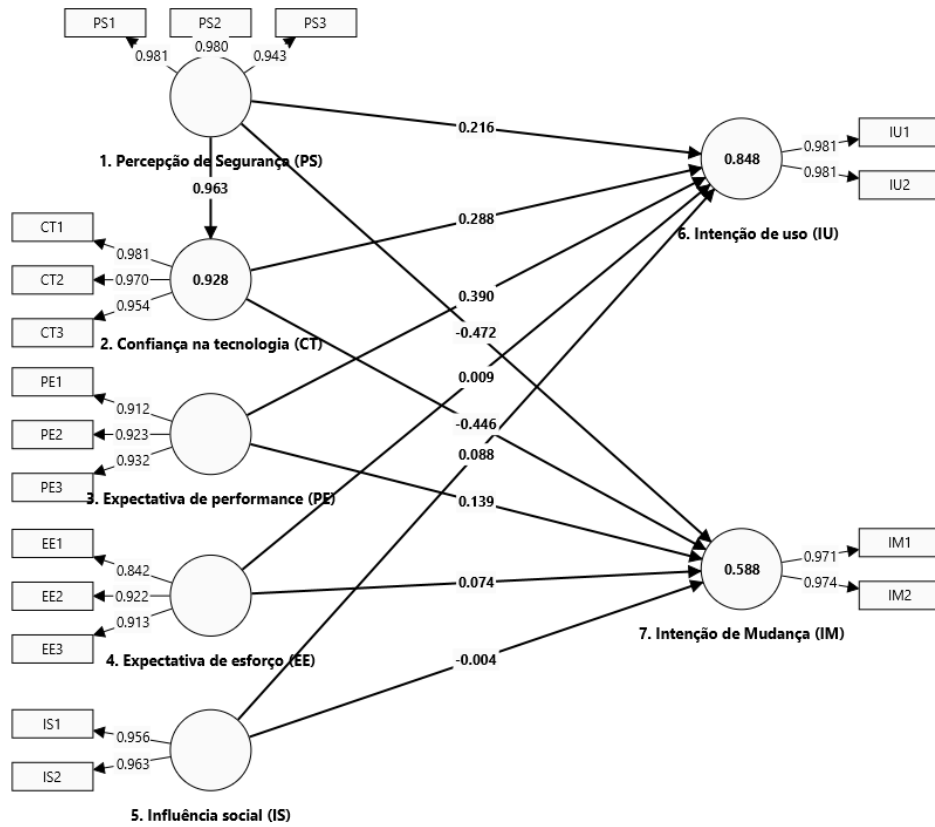 PS1
PS2
PS3
0.981
0.980
0.943
1. Percepção de Segurança (PS)
0.963
0.216
0.848
0.981
0.981
IU1
IU2
6. Intenção de uso (IU)
CT1
CT2
CT3
0.981
0.970
0.954
0.928
2. Confiança na tecnologia (CT)
0.288
0.390
-0.472
0.009
-0.446
0.088
0.139
PE1
PE2
PE3
0.912
0.923
0.932
3. Expectativa de performance (PE)
EE1
EE2
EE3
0.842
0.922
0.913
4. Expectativa de esforço (EE)
0.074
0.588
0.971
0.974
IM1
IM2
7. Intenção de Mudança (IM)
-0.004
IS1
IS2
0.956
0.963
5. Influência social (IS)